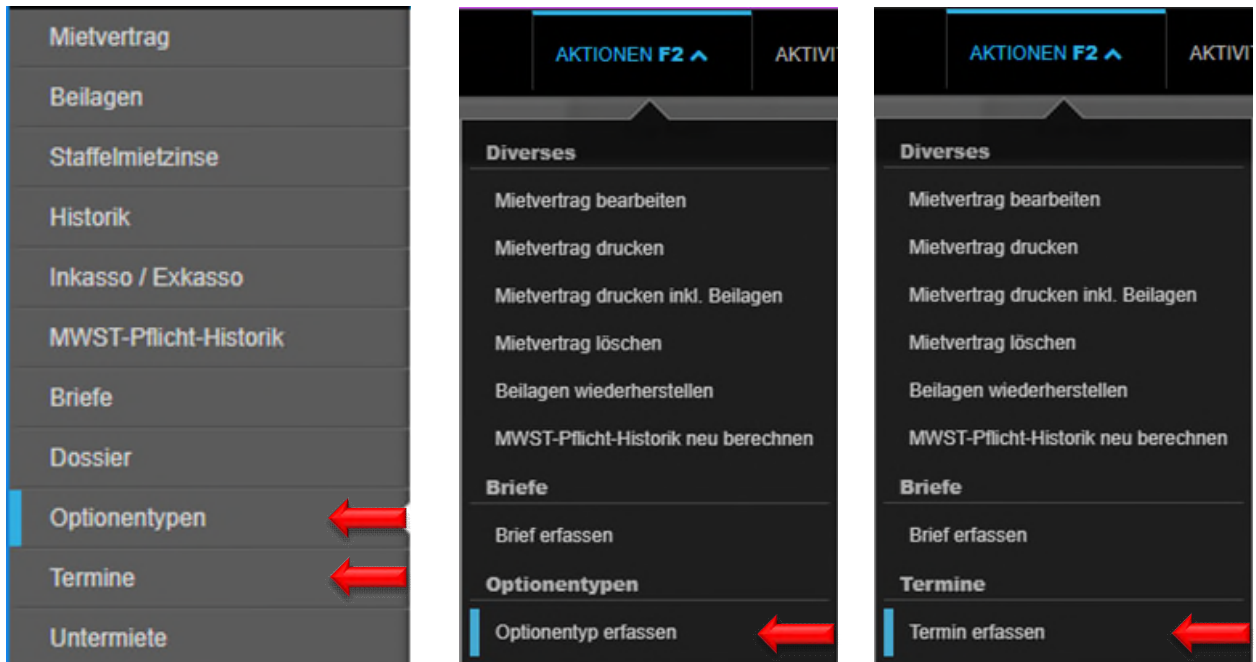 Mietvertrag
Beilagen
Staffelmietzinse
Historik
Inkasso / Exkasso
MWST-Pflicht-Historik
Briefe
Dossier
Optionentypen
Termine
Untermiete
AKTIONEN F2
AKTIVI
Diverses
Mietvertrag bearbeiten
Mietvertrag drucken
Mietvertrag drucken inkl. Beilagen
Mietvertrag löschen
Beilagen wiederherstellen
MWST-Pflicht-Historik neu berechnen
Briefe
Brief erfassen
Optionentypen
Optionentyp erfassen
AKTIONEN F2
AKTIVI
Diverses
Mietvertrag bearbeiten
Mietvertrag drucken
Mietvertrag drucken inkl. Beilagen
Mietvertrag löschen
Beilagen wiederherstellen
MWST-Pflicht-Historik neu berechnen
Briefe
Brief erfassen
Termine
Termin erfassen